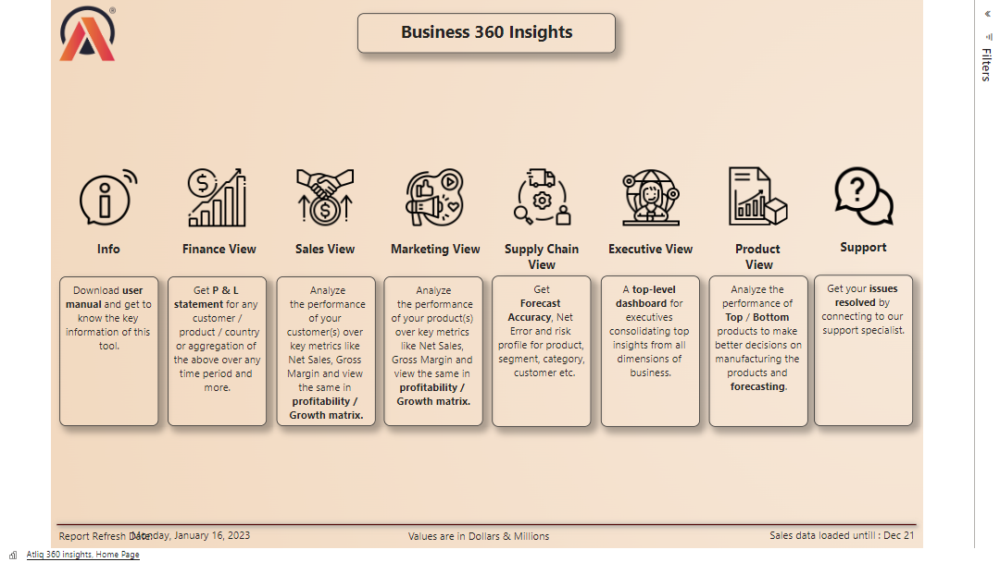 Business 360 Insights
«
Filters
Info
Download user
manual and get to
know the key
information of this
tool.
Finance View
Get P & L
statement for any
customer /
product / country
or aggregation of
the above over any
time period and
more.
Sales View
Analyze
the performance
of your
customer(s) over
key metrics like
Net Sales, Gross
Margin and view
the same in
profitability /
Growth matrix.
Marketing View
Analyze
the performance
of your product(s)
over key metrics
like Net Sales,
Gross Margin and
view the same in
profitability /
Growth matrix.
Supply Chain
View
Get
Forecast
Accuracy, Net
Error and risk
profile for product,
segment, category,
customer etc.
Executive View
A top-level
dashboard for
executives
consolidating top
insights from all
dimensions of
business.
Product
View
Analyze the
performance of
Top / Bottom
products to make
better decisions on
manufacturing the
products and
forecasting.
Support
Get your issues
resolved by
connecting to our
support specialist.
Report Refresh Date: Monday, January 16, 2023
Values are in Dollars & Millions
Sales data loaded untill : Dec 21
Atliq 360 insights, Home Page